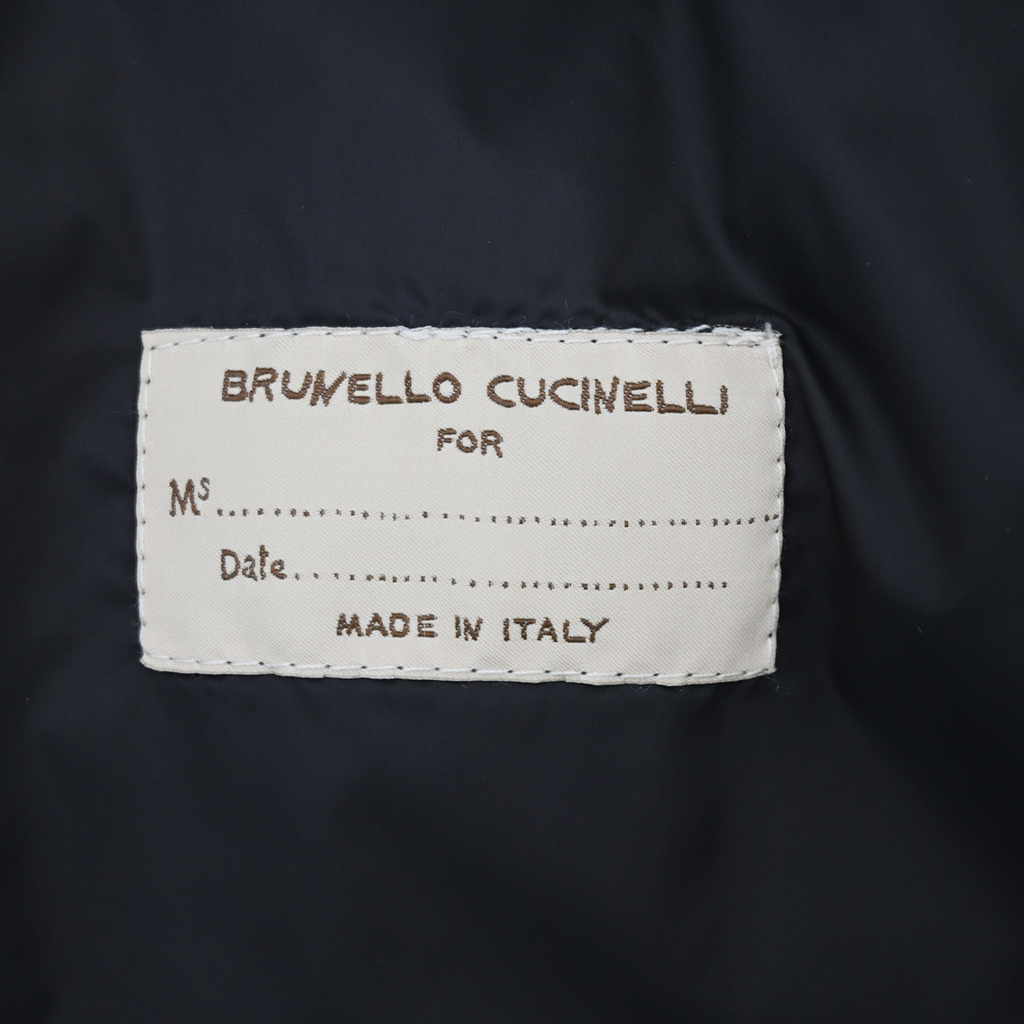 BRUNELLO CUCINELLI
FOR
Ms........................................
Date........................................
MADE IN ITALY